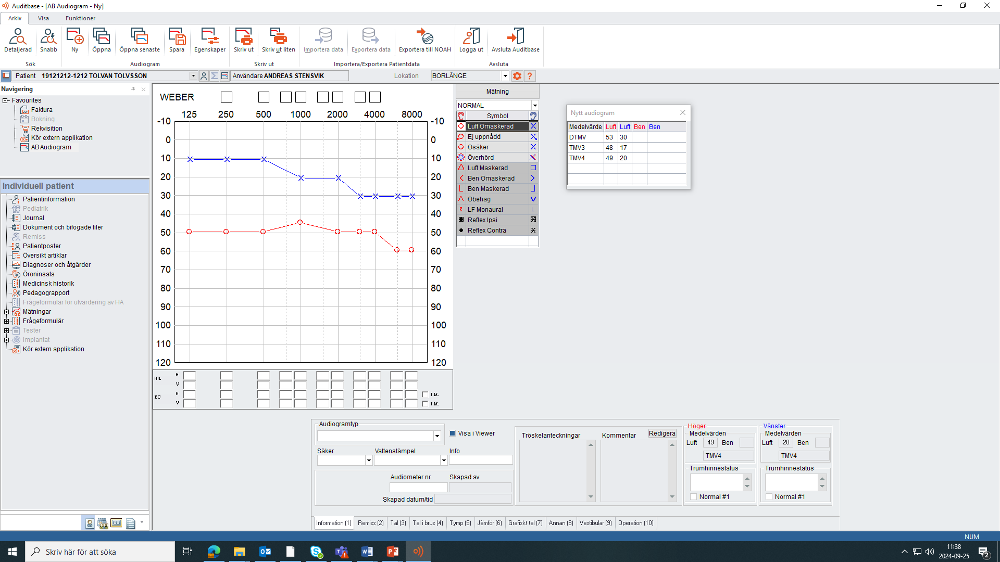 Auditbase - [AB Audiogram - Ny]
Arkiv Visa Funktioner
Detaljerad Snabb Ny Öppna Öppna senaste Spara Egenskaper Skriv ut Skriv ut liten Importera data Exportera data Exportera till NOAH Logga ut Avsluta Auditbase
Sök Audiogram Skriv ut Importera/Exportera Patientdata Avsluta
Patient 19121212-1212 TOLVAN TOLVSSON Användare ANDREAS STENSVIK Lokation BORLÄNGE
Navigering
Favourites
Faktura
Bokning
Rekvisition
Kör extern applikation
AB Audiogram
Individuell patient
Patientinformation
Pediatrik
Journal
Dokument och bifogade filer
Remiss
Patientposter
Översikt artiklar
Diagnoser och åtgärder
Öroninsats
Medicinsk historik
Pedagograpport
Frågeformulär för utvärdering av HA
Mätningar
Frågeformulär
Tester
Implantat
Kör extern applikation
WEBER
125 250 500 1000 2000 4000 8000
-10 -10
0 0
10 10
20 20
30 30
40 40
50 50
60 60
70 70
80 80
90 90
100 100
110 110
120 120
HTL H
V
BC H I.M.
V I.M.
Mätning
NORMAL
Symbol
Luft Omaskerad
Ej uppnådd
Osäker
Överhörd
Luft Maskerad
Ben Omaskerad
Ben Maskerad
Obehag
R LF Monaural L
Reflex Ipsi
Reflex Contra
Nytt audiogram
Medelvärde Luft Luft Ben Ben
DTMV 53 30
TMV3 48 17
TMV4 49 20
Audiogramtyp
Visa i Viewer
Säker Vattenstämpel Info
Audiometer nr. Skapad av
Skapad datum/tid
Tröskelanteckningar Kommentar Redigera
Höger
Medelvärden
Luft 49 Ben
TMV4
Trumhinnestatus
Normal #1
Vänster
Medelvärden
Luft 20 Ben
TMV4
Trumhinnestatus
Normal #1
Information (1) Remiss (2) Tal (3) Tal i brus (4) Tymp (5) Jämför (6) Grafiskt tal (7) Annan (8) Vestibular (9) Operation (10)
NUM
Skriv här för att söka
11:38
2024-09-25
2